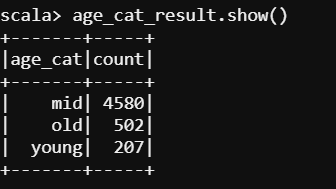 scala> age_cat_result.show()
+-------+-----+
|age_cat|count|
+-------+-----+
|    mid| 4580|
|    old|  502|
|  young|  207|
+-------+-----+